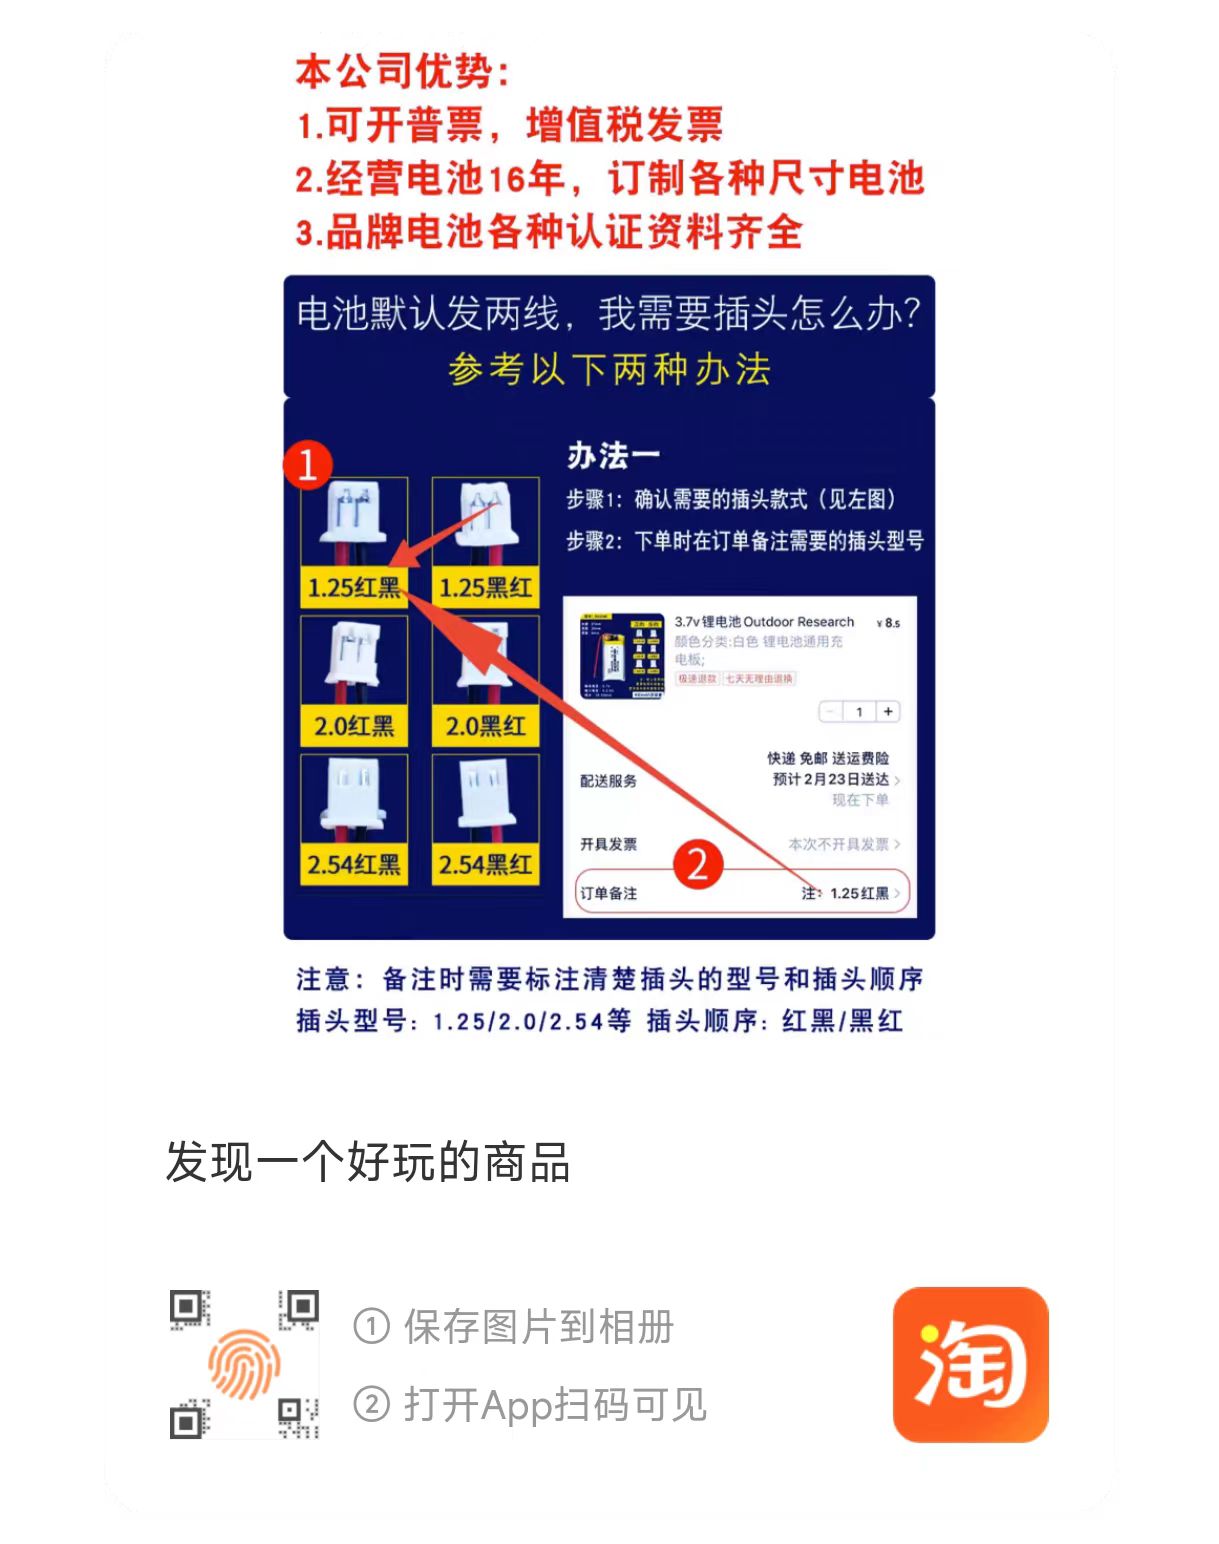 本公司优势：
1.可开普票，增值税发票
2.经营电池16年，订制各种尺寸电池
3.品牌电池各种认证资料齐全
电池默认发两线，我需要插头怎么办？
参考以下两种办法
1
办法一
步骤1：确认需要的插头款式（见左图）
步骤2：下单时在订单备注需要的插头型号
1.25红黑
1.25黑红
2.0红黑
2.0黑红
2.54红黑
2.54黑红
3.7v锂电池Outdoor Research ¥8.5
颜色分类:白色 锂电池通用充
电板;
极速退款 七天无理由退换
− 1 +
配送服务
快递 免邮 送运费险
预计2月23日送达 >
现在下单
开具发票 本次不开具发票 >
2
订单备注 注：1.25红黑 >
注意：备注时需要标注清楚插头的型号和插头顺序
插头型号：1.25/2.0/2.54等 插头顺序：红黑/黑红
发现一个好玩的商品
① 保存图片到相册
② 打开App扫码可见
淘